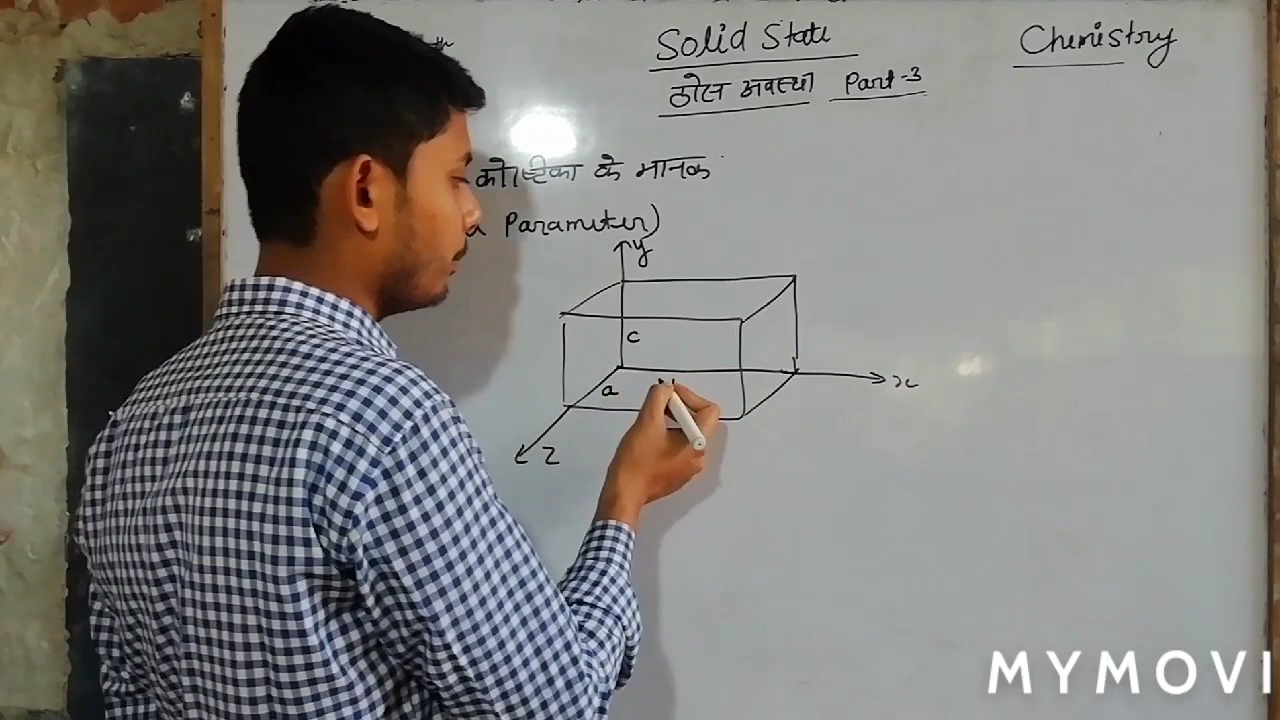 Solid State
Chemistry
ठोस अवस्था Part-3
कोष्ठिका के मानक
Parameter)
y
c
x
a
z
MYMOVI